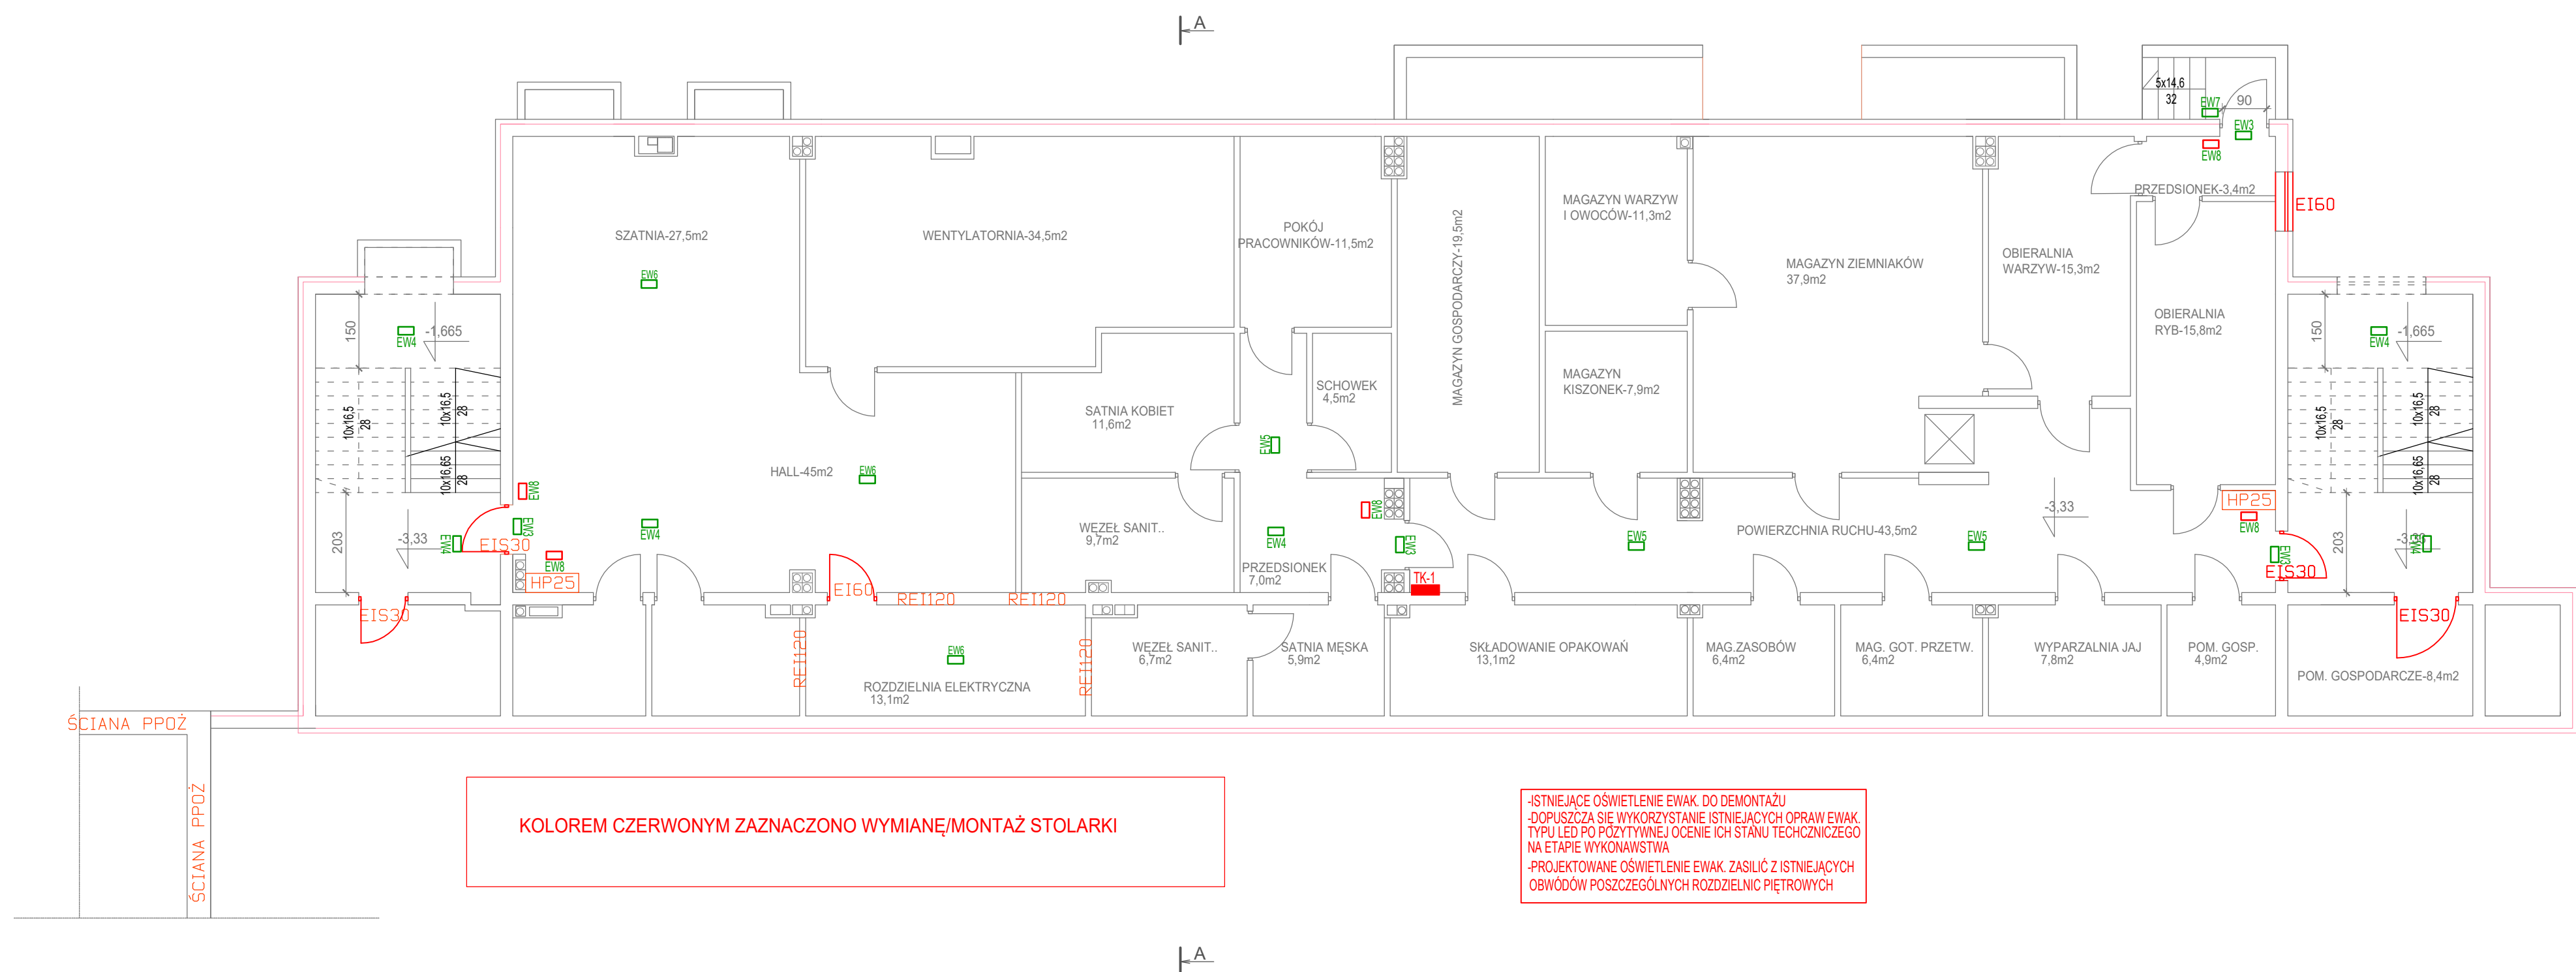 A
5x14.6
32
90
EW7
EW3
EW8
PRZEDSIONEK-3,4m2
EI60
SZATNIA-27,5m2
EW6
WENTYLATORNIA-34,5m2
POKÓJ
PRACOWNIKÓW-11,5m2
MAGAZYN GOSPODARCZY-19,5m2
MAGAZYN WARZYW
I OWOCÓW-11,3m2
MAGAZYN ZIEMNIAKÓW
37,9m2
OBIERALNIA
WARZYW-15,3m2
OBIERALNIA
RYB-15,8m2
150
EW4
-1,665
150
EW4
-1,665
10x16,5
28
10x16,5
28
10x16,65
28
SATNIA KOBIET
11,6m2
SCHOWEK
4,5m2
MAGAZYN
KISZONEK-7,9m2
10x16,5
28
10x16,5
28
10x16,65
28
HALL-45m2
EW6
EW5
EW8
EW3
EW4
203
-3,33
EW4
EIS30
EW8
HP25
EIS30
WĘZEŁ SANIT..
9,7m2
EW8
EW4
EW3
PRZEDSIONEK
7,0m2
TK-1
POWIERZCHNIA RUCHU-43,5m2
EW5
EW5
-3,33
HP25
EW8
EW3
EIS30
203
-3,33
EW4
EIS30
EI60
REI120
REI120
REI120
REI120
EW6
ROZDZIELNIA ELEKTRYCZNA
13,1m2
WĘZEŁ SANIT..
6,7m2
SATNIA MĘSKA
5,9m2
SKŁADOWANIE OPAKOWAŃ
13,1m2
MAG.ZASOBÓW
6,4m2
MAG. GOT. PRZETW.
6,4m2
WYPARZALNIA JAJ
7,8m2
POM. GOSP.
4,9m2
POM. GOSPODARCZE-8,4m2
ŚCIANA PPOŻ
ŚCIANA PPOŻ
KOLOREM CZERWONYM ZAZNACZONO WYMIANĘ/MONTAŻ STOLARKI
-ISTNIEJĄCE OŚWIETLENIE EWAK. DO DEMONTAŻU
-DOPUSZCZA SIĘ WYKORZYSTANIE ISTNIEJĄCYCH OPRAW EWAK.
TYPU LED PO POZYTYWNEJ OCENIE ICH STANU TECHCZNICZEGO
NA ETAPIE WYKONAWSTWA
-PROJEKTOWANE OŚWIETLENIE EWAK. ZASILIĆ Z ISTNIEJĄCYCH
OBWÓDÓW POSZCZEGÓLNYCH ROZDZIELNIC PIĘTROWYCH
A